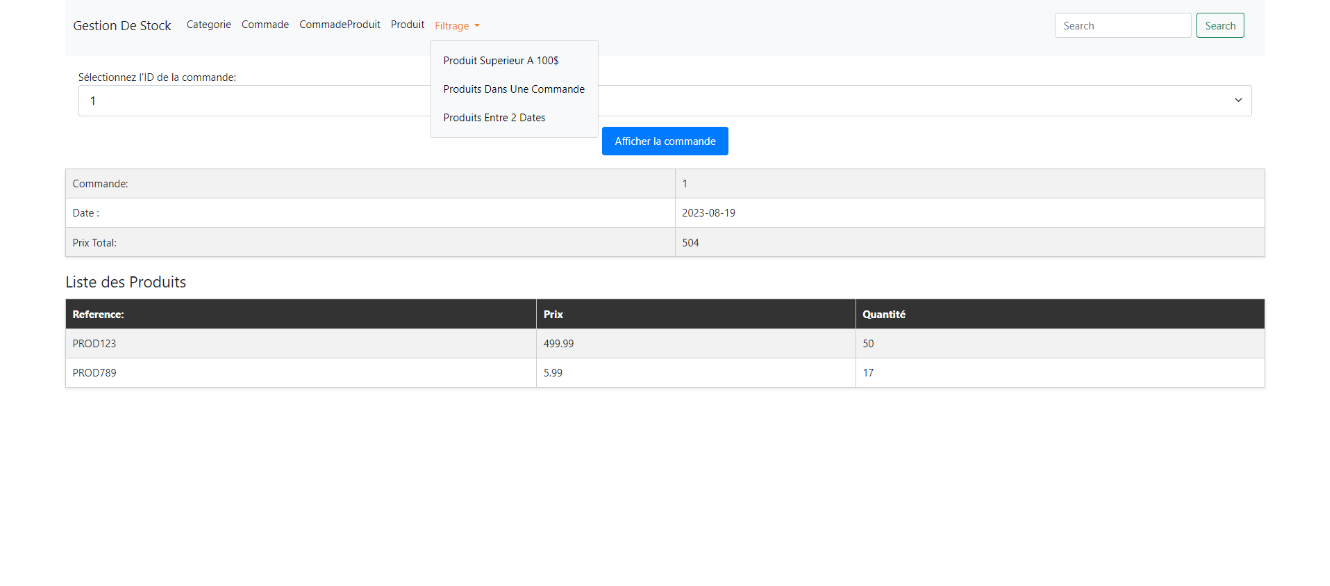 Gestion De Stock Categorie Commade CommadeProduit Produit Filtrage Search Search
Produit Superieur A 100$
Produits Dans Une Commande
Produits Entre 2 Dates
Sélectionnez l'ID de la commande:
1
Afficher la commande
Commande: 1
Date : 2023-08-19
Prix Total: 504
Liste des Produits
Reference: Prix Quantité
PROD123 499.99 50
PROD789 5.99 17